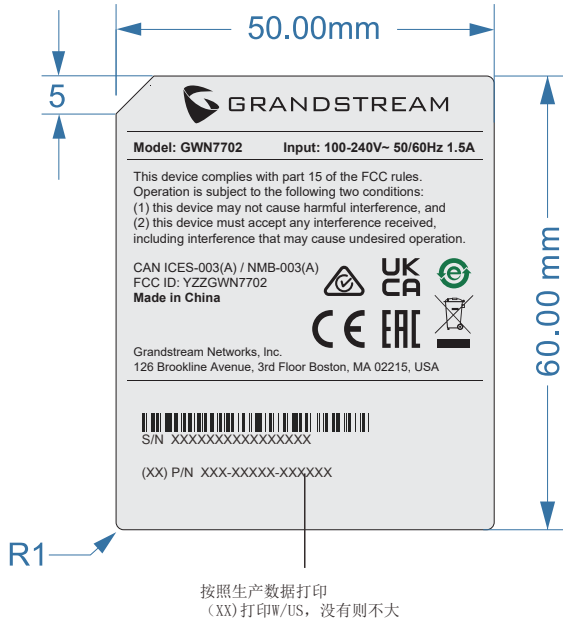 50.00mm
5
GRANDSTREAM
Model: GWN7702 Input: 100-240V~ 50/60Hz 1.5A
This device complies with part 15 of the FCC rules.
Operation is subject to the following two conditions:
(1) this device may not cause harmful interference, and
(2) this device must accept any interference received,
including interference that may cause undesired operation.
CAN ICES-003(A) / NMB-003(A)
FCC ID: YZZGWN7702
Made in China
UK
CA
e
CE
EAC
Grandstream Networks, Inc.
126 Brookline Avenue, 3rd Floor Boston, MA 02215, USA
60.00 mm
S/N XXXXXXXXXXXXXXXX
(XX) P/N XXX-XXXXX-XXXXXX
R1
按照生产数据打印
（XX)打印W/US, 没有则不大